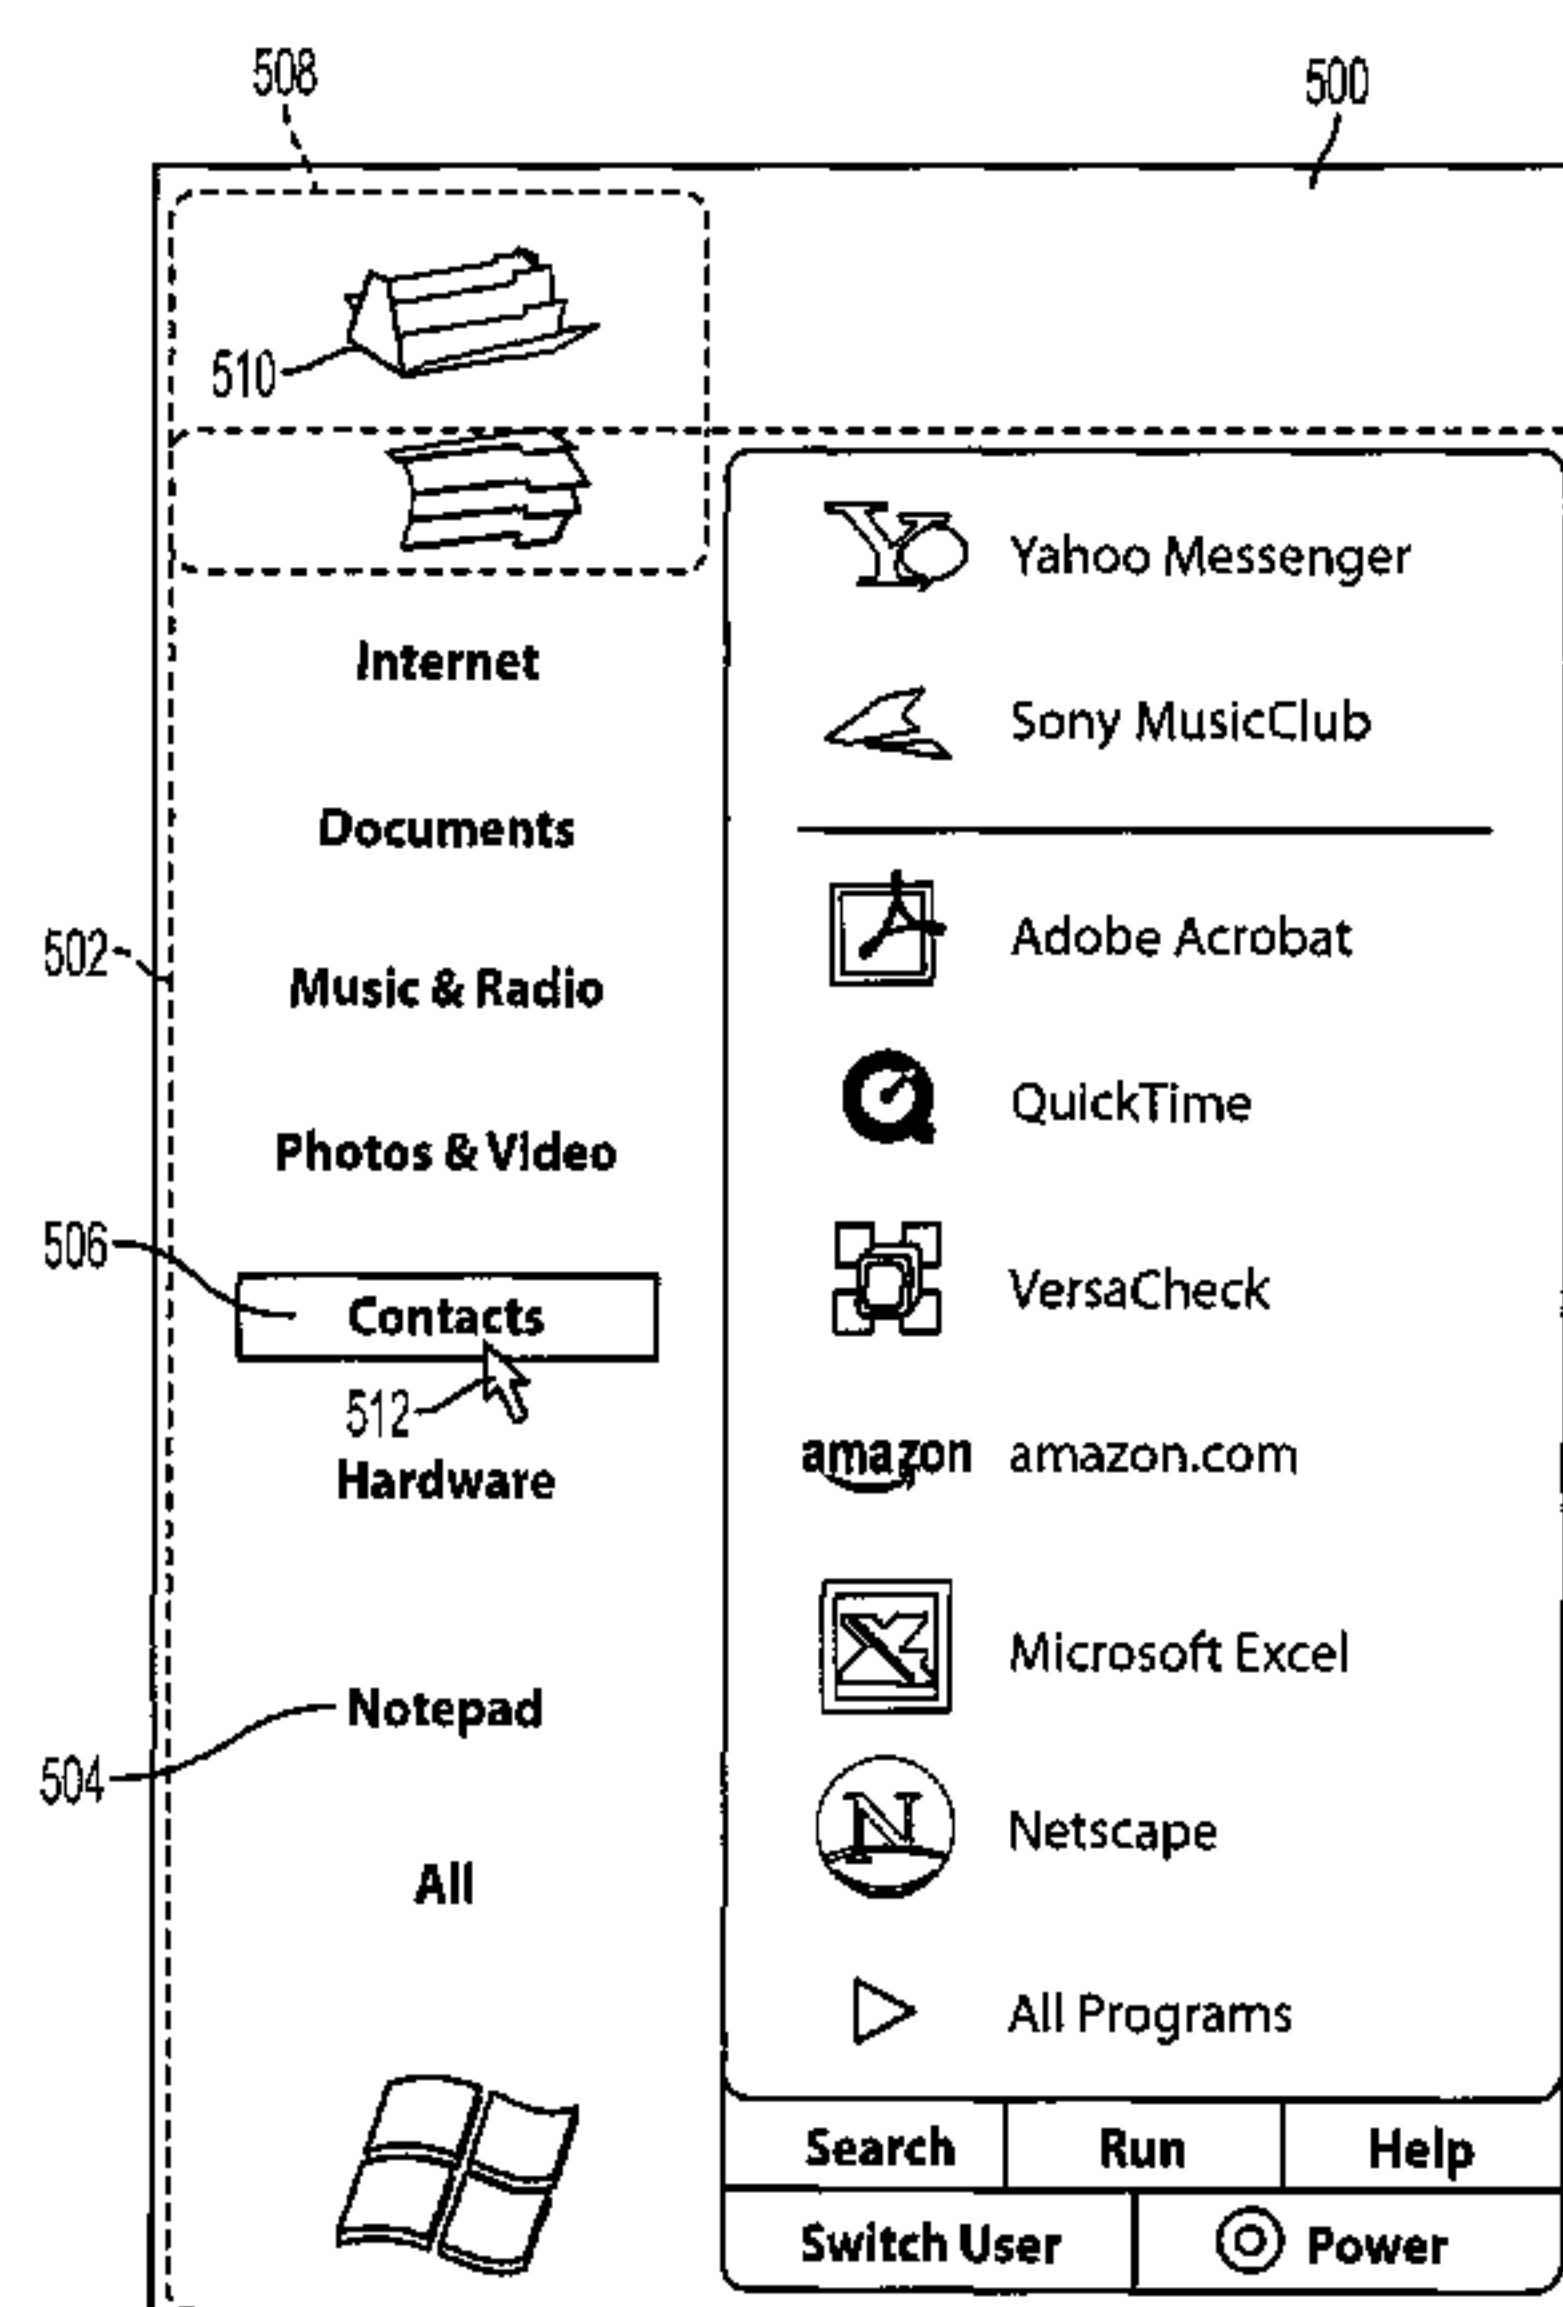 508
500
510
Yahoo Messenger
Internet
Sony MusicClub
Documents
Adobe Acrobat
502
Music & Radio
QuickTime
Photos & Video
506
VersaCheck
Contacts
512
amazon amazon.com
Hardware
Microsoft Excel
Notepad
504
N Netscape
All
All Programs
Search Run Help
Switch User Power